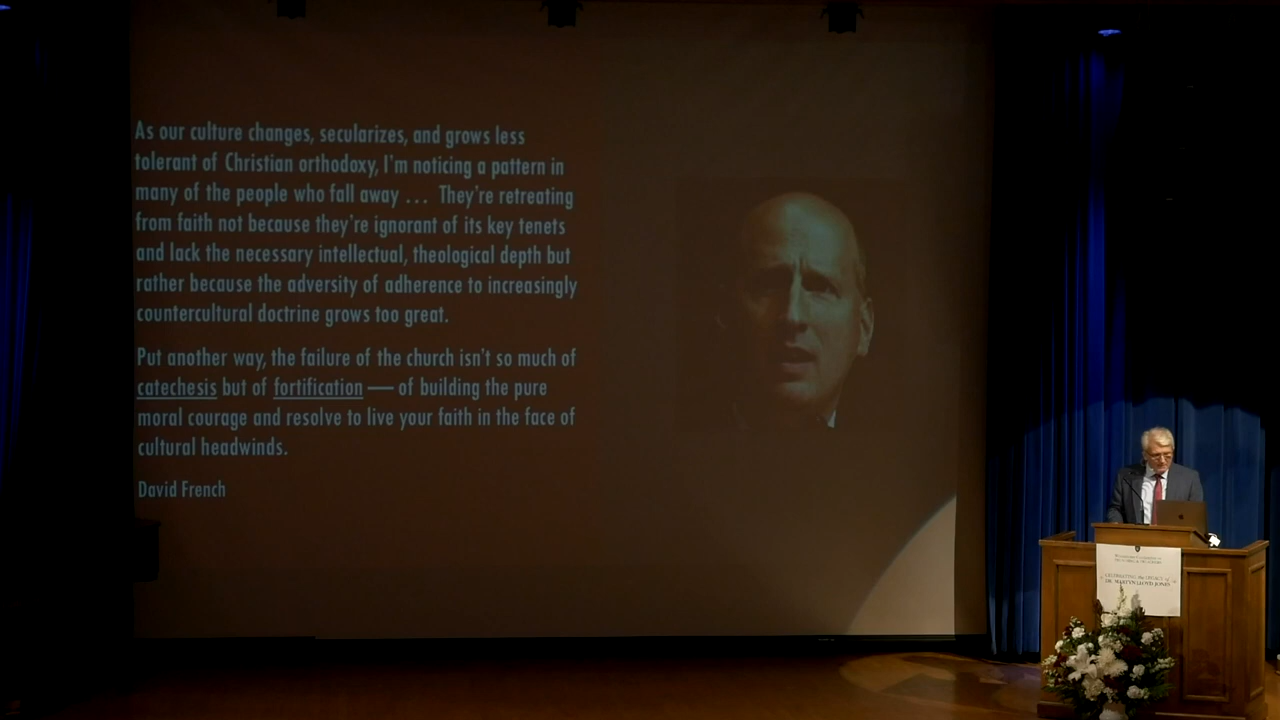 As our culture changes, secularizes, and grows less
tolerant of Christian orthodoxy, I'm noticing a pattern in
many of the people who fall away ... They're retreating
from faith not because they're ignorant of its key tenets
and lack the necessary intellectual, theological depth but
rather because the adversity of adherence to increasingly
countercultural doctrine grows too great.
Put another way, the failure of the church isn't so much of
catechesis but of fortification — of building the pure
moral courage and resolve to live your faith in the face of
cultural headwinds.
David French
CELEBRATING the LEGACY of
DR. MARTYN LLOYD-JONES